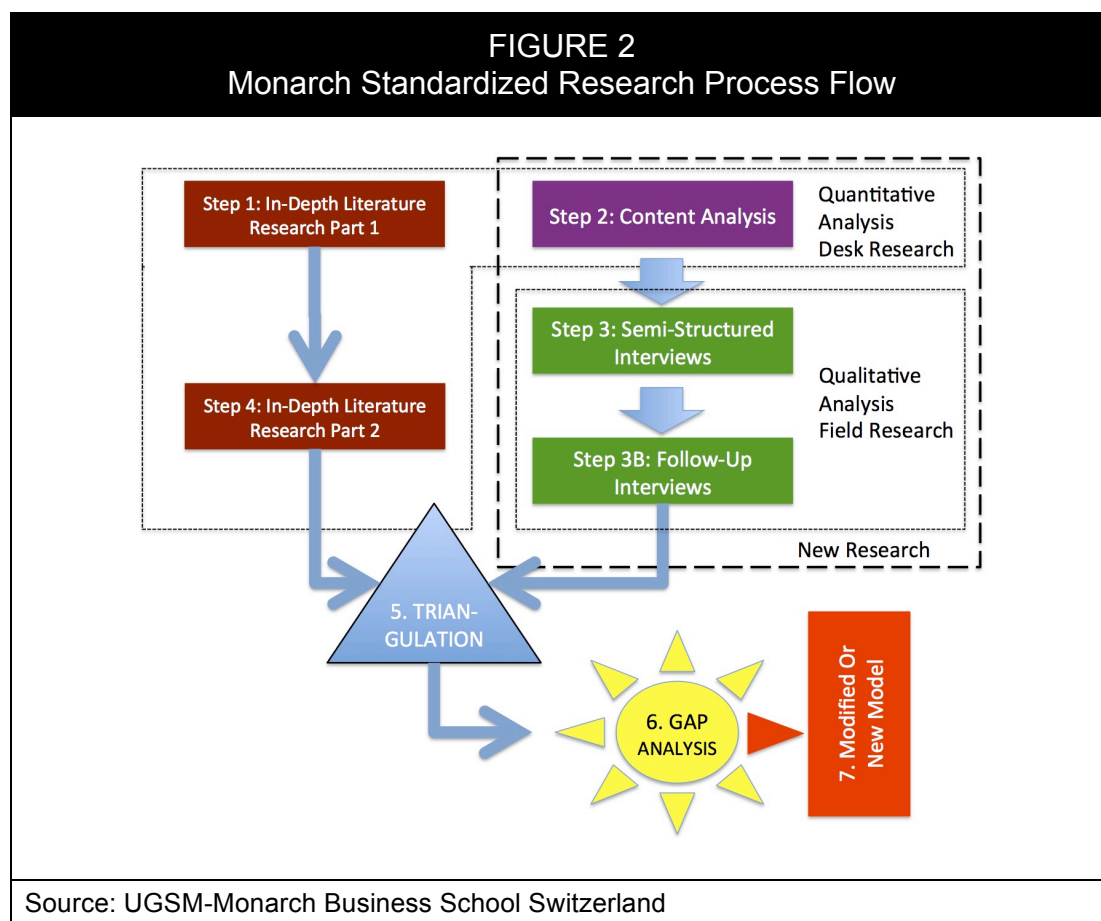 FIGURE 2
Monarch Standardized Research Process Flow
Step 1: In-Depth Literature
Research Part 1
Step 2: Content Analysis
Quantitative
Analysis
Desk Research
Step 3: Semi-Structured
Interviews
Step 4: In-Depth Literature
Research Part 2
Qualitative
Analysis
Field Research
Step 3B: Follow-Up
Interviews
New Research
5. TRIAN-
GULATION
6. GAP
ANALYSIS
7. Modified Or
New Model
Source: UGSM-Monarch Business School Switzerland